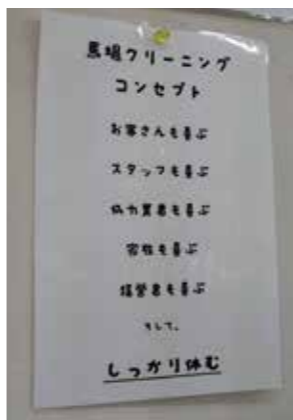 馬場クリーニング
コンセプト
お客さんも喜ぶ
スタッフも喜ぶ
協力業者も喜ぶ
家族も喜ぶ
経営者も喜ぶ
そして、
しっかり休む